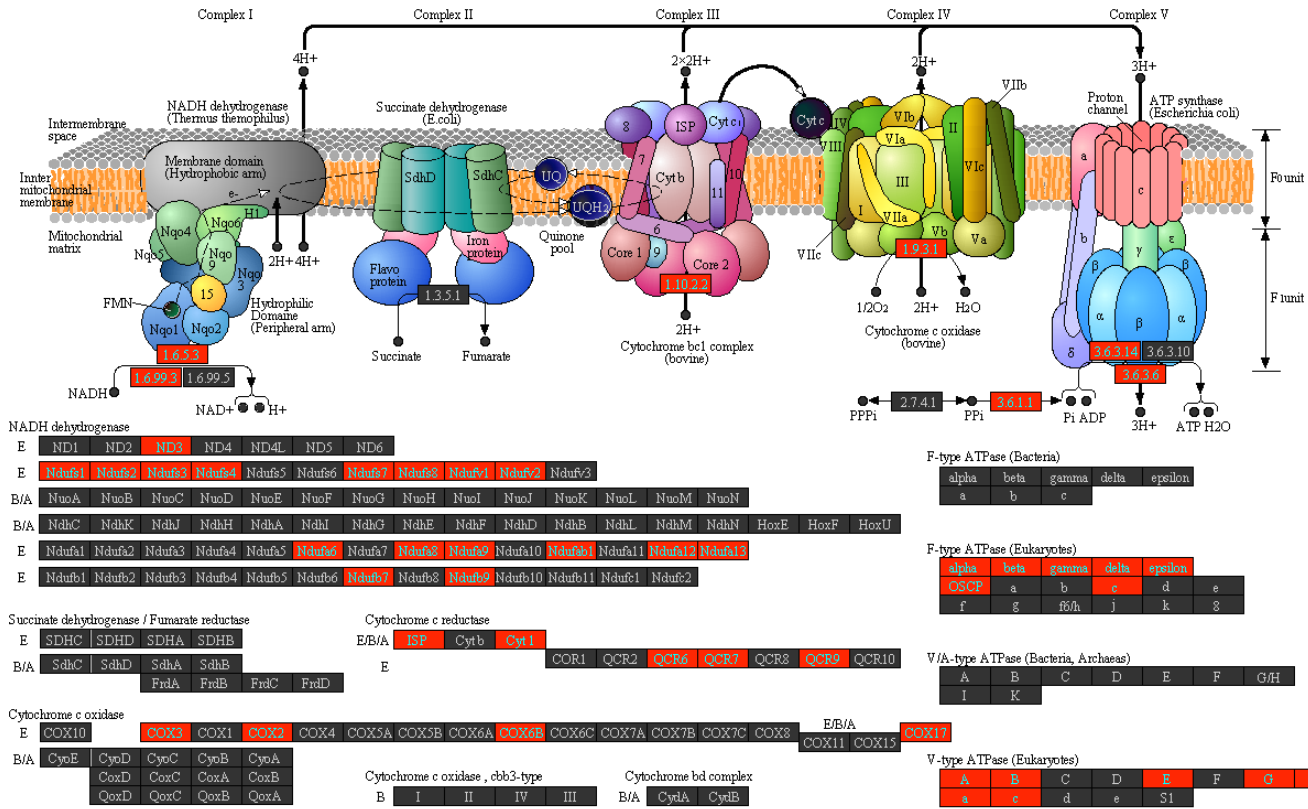 Complex I Complex II Complex III Complex IV Complex V
4H+ 2×2H+ 2H+ 3H+
NADH dehydrogenase
(Thermus themophilus)
Succinate dehydrogenase
(E.coli)
ATP synthase
(Escherichia coli)
Proton
channel
Intermembrane
space
Innter
mitochondrial
membrane
Mitochondrial
matrix
Membrane domain
(Hydrophobic arm)
e-
Nqo4 Nqo6 H1
Nqo5 Nqo
9
Nqo
3
15
FMN
Nqo1 Nqo2
Hydrophilic
Domaine
(Peripheral arm)
2H+ 4H+
1.6.5.3
1.6.99.3 1.6.99.5
NADH NAD+ H+
SdhD SdhC
Flavo
protein
Iron
protein
1.3.5.1
Succinate Fumarate
UQ
UQH2
Quinone
pool
8 ISP Cyt c1
7 Cyt b 10
11
6
Core 1 9 Core 2
1.10.2.2
2H+
Cytochrome bc1 complex
(bovine)
Cyt c
IV VIb VIIb
VIII VIa II
III VIc
I VIIa
VIIc Vb Va
1.9.3.1
1/2O2 2H+ H2O
Cytochrome c oxidase
(bovine)
a c
b γ ε
β β
α β α
δ
F0 unit
F1 unit
3.6.3.14 3.6.3.10
3.6.3.6
PPPi 2.7.4.1 PPi 3.6.1.1 Pi ADP 3H+ ATP H2O
NADH dehydrogenase
E ND1 ND2 ND3 ND4 ND4L ND5 ND6
E Ndufs1 Ndufs2 Ndufs3 Ndufs4 Ndufs5 Ndufs6 Ndufs7 Ndufs8 Ndufv1 Ndufv2 Ndufv3
B/A NuoA NuoB NuoC NuoD NuoE NuoF NuoG NuoH NuoI NuoJ NuoK NuoL NuoM NuoN
B/A NdhC NdhK NdhJ NdhH NdhA NdhI NdhG NdhE NdhF NdhD NdhB NdhL NdhM NdhN HoxE HoxF HoxU
E Ndufa1 Ndufa2 Ndufa3 Ndufa4 Ndufa5 Ndufa6 Ndufa7 Ndufa8 Ndufa9 Ndufa10 Ndufab1 Ndufa11 Ndufa12 Ndufa13
E Ndufb1 Ndufb2 Ndufb3 Ndufb4 Ndufb5 Ndufb6 Ndufb7 Ndufb8 Ndufb9 Ndufb10 Ndufb11 Ndufc1 Ndufc2
Succinate dehydrogenase / Fumarate reductase
E SDHC SDHD SDHA SDHB
B/A SdhC SdhD SdhA SdhB
FrdA FrdB FrdC FrdD
Cytochrome c reductase
E/B/A ISP Cyt b Cyt 1
E COR1 QCR2 QCR6 QCR7 QCR8 QCR9 QCR10
Cytochrome c oxidase
E COX10 COX3 COX1 COX2 COX4 COX5A COX5B COX6A COX6B COX6C COX7A COX7B COX7C COX8
E/B/A
COX11 COX15 COX17
B/A CyoE CyoD CyoC CyoB CyoA
CoxD CoxC CoxA CoxB
QoxD QoxC QoxB QoxA
Cytochrome c oxidase , cbb3-type
B I II IV III
Cytochrome bd complex
B/A CydA CydB
F-type ATPase (Bacteria)
alpha beta gamma delta epsilon
a b c
F-type ATPase (Eukaryotes)
alpha beta gamma delta epsilon
OSCP a b c d e
f g f6/h j k 8
V/A-type ATPase (Bacteria, Archaeas)
A B C D E F G/H
I K
V-type ATPase (Eukaryotes)
A B C D E F G
a c d e S1